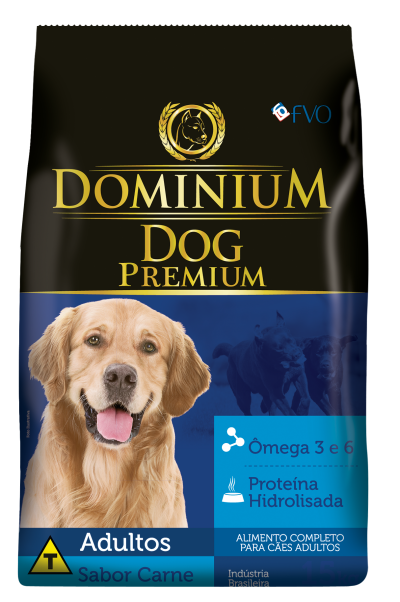 FVO
DOMINIUM
DOG
PREMIUM
Ômega 3 e 6
Proteína
Hidrolisada
Adultos
ALIMENTO COMPLETO
PARA CÃES ADULTOS
T
Sabor Carne
Indústria
Brasileira